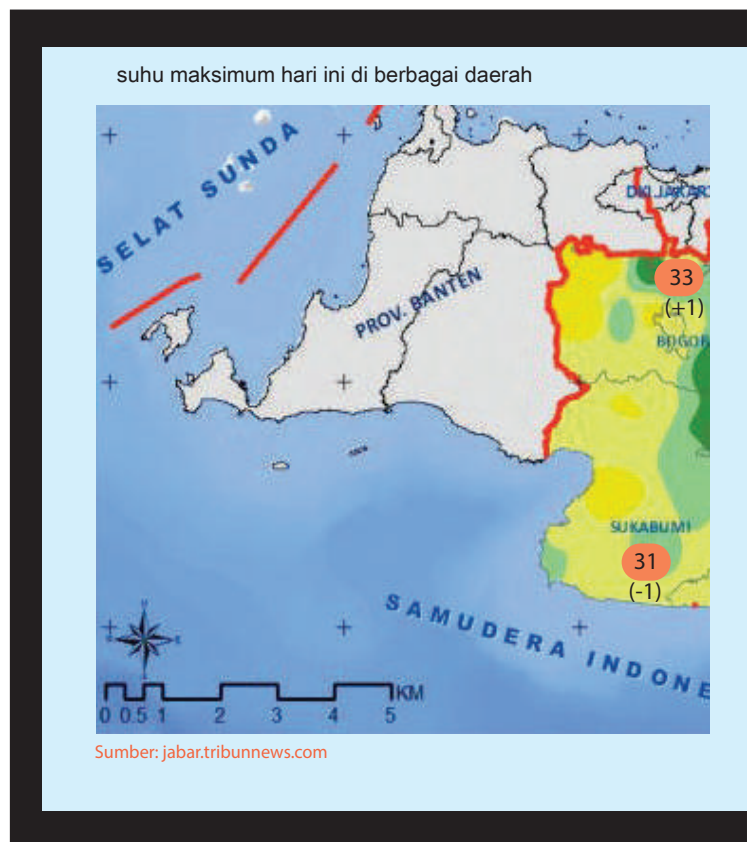 suhu maksimum hari ini di berbagai daerah
SELAT SUNDA
DKI JAKAR
33
(+1)
PROV. BANTEN
BOGOR
SUKABUMI
31
(-1)
SAMUDERA INDONE
KM
0 0.5 1 2 3 4 5
Sumber: jabar.tribunnews.com